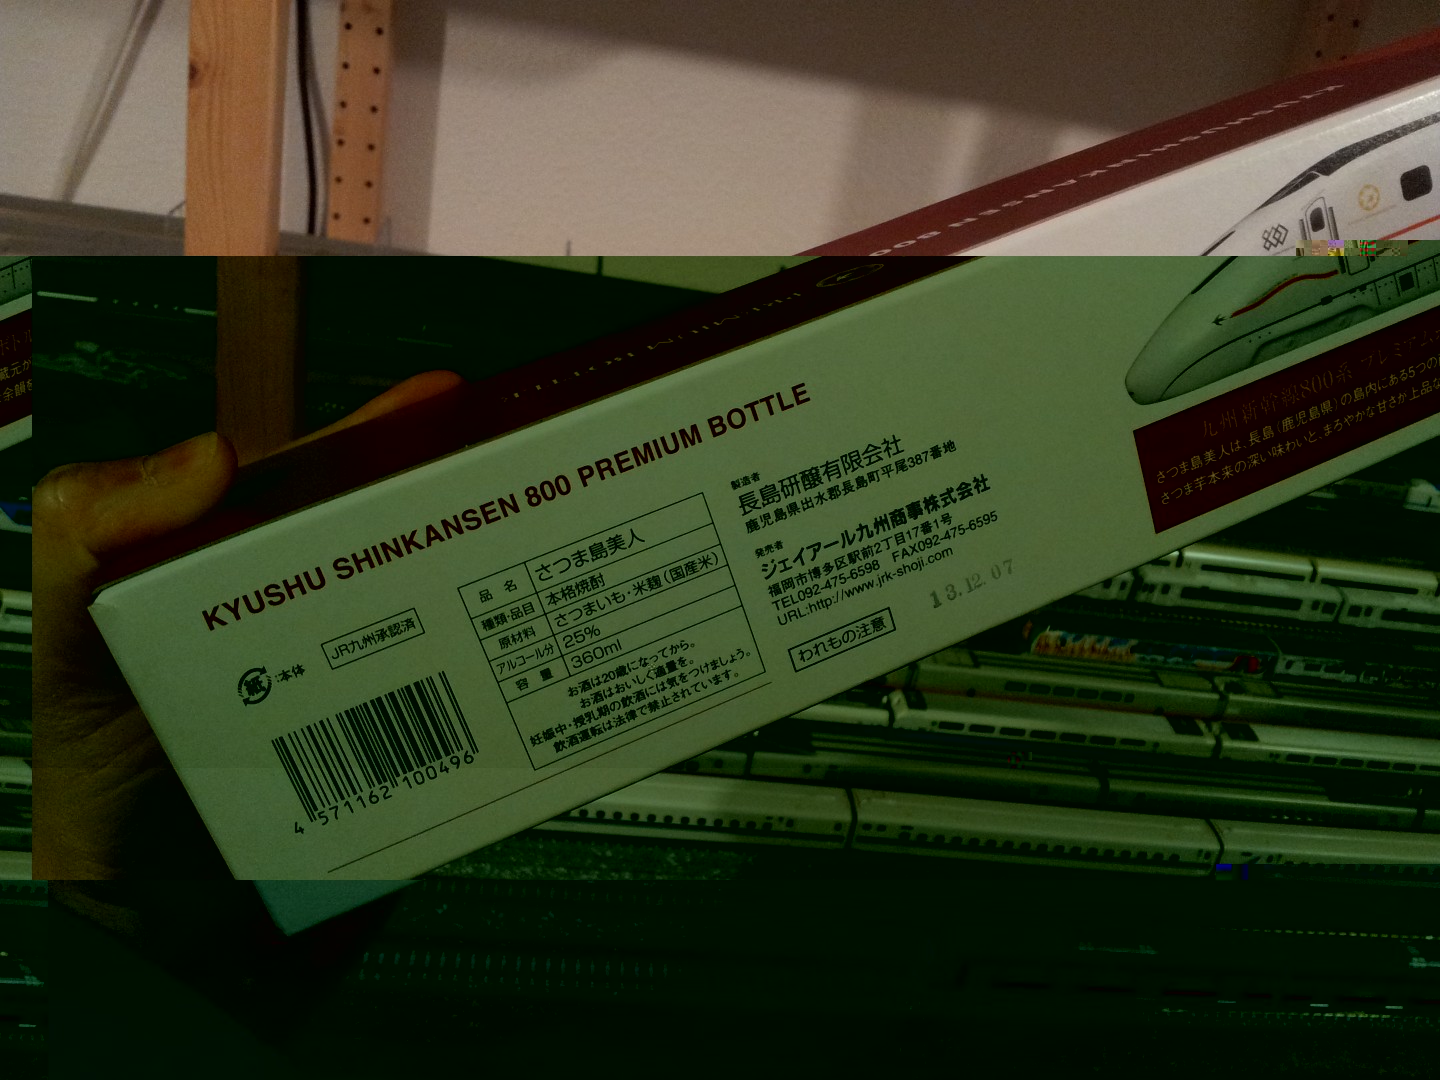 KYUSHU SHINKANSEN 800
KYUSHU SHINKANSEN 800 PREMIUM BOTTLE
JR九州承認済
紙:本体
4 571162 100496
品 名 さつま島美人
種類・品目 本格焼酎
原材料 さつまいも・米麹(国産米)
アルコール分 25%
容 量 360ml
お酒は20歳になってから。
お酒はおいしく適量を。
妊娠中・授乳期の飲酒には気をつけましょう。
飲酒運転は法律で禁止されています。
製造者
長島研醸有限会社
鹿児島県出水郡長島町平尾387番地
発売者
ジェイアール九州商事株式会社
福岡市博多区駅前2丁目17番1号
TEL092-475-6598 FAX092-475-6595
URL:http://www.jrk-shoji.com
13.12.07
われもの注意
九州新幹線800系 プレミアム
さつま島美人は、長島(鹿児島県)の島内にある5つの
さつま芋本来の深い味わいと、まろやかな甘さが上品な